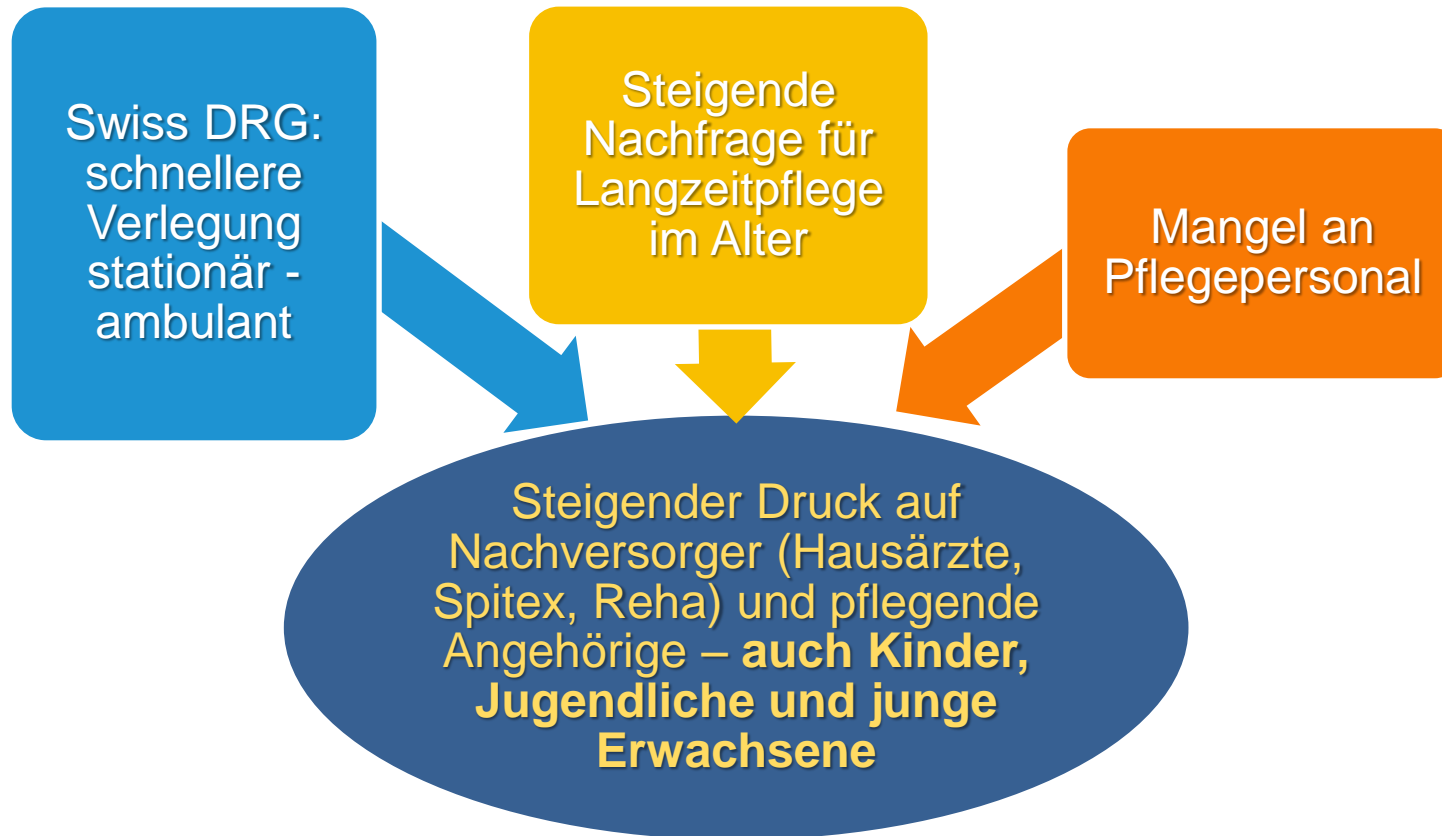 Swiss DRG:
schnellere
Verlegung
stationär -
ambulant
Steigende
Nachfrage für
Langzeitpflege
im Alter
Mangel an
Pflegepersonal
Steigender Druck auf
Nachversorger (Hausärzte,
Spitex, Reha) und pflegende
Angehörige – auch Kinder,
Jugendliche und junge
Erwachsene